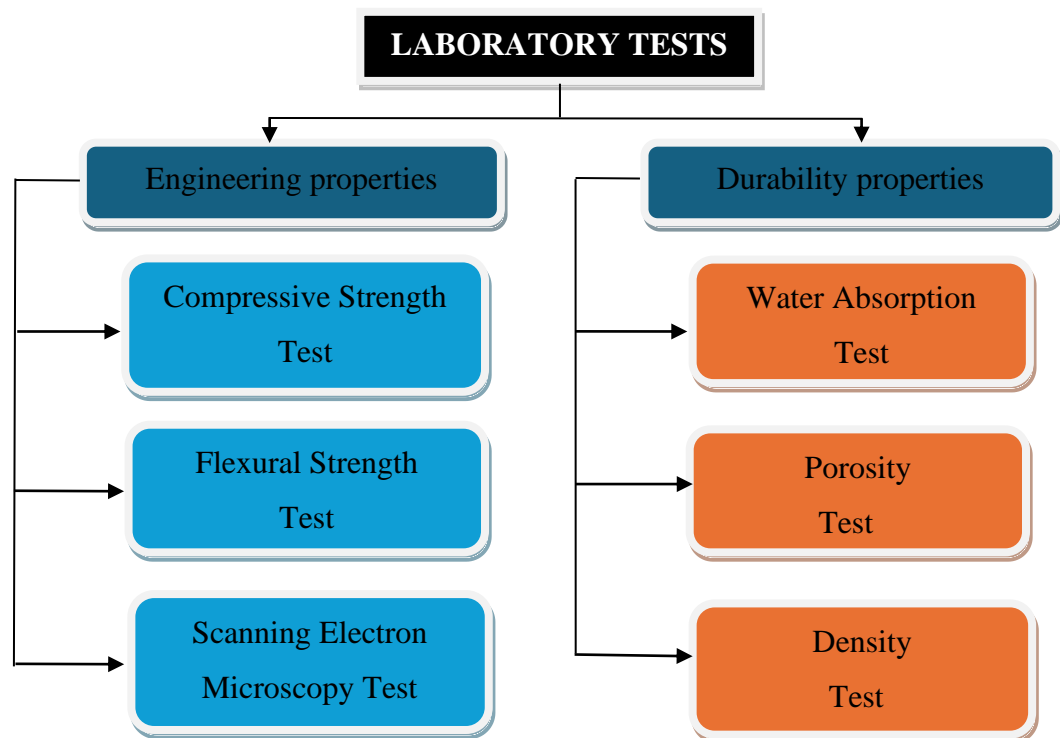 LABORATORY TESTS
Engineering properties
Compressive Strength
Test
Flexural Strength
Test
Scanning Electron
Microscopy Test
Durability properties
Water Absorption
Test
Porosity
Test
Density
Test